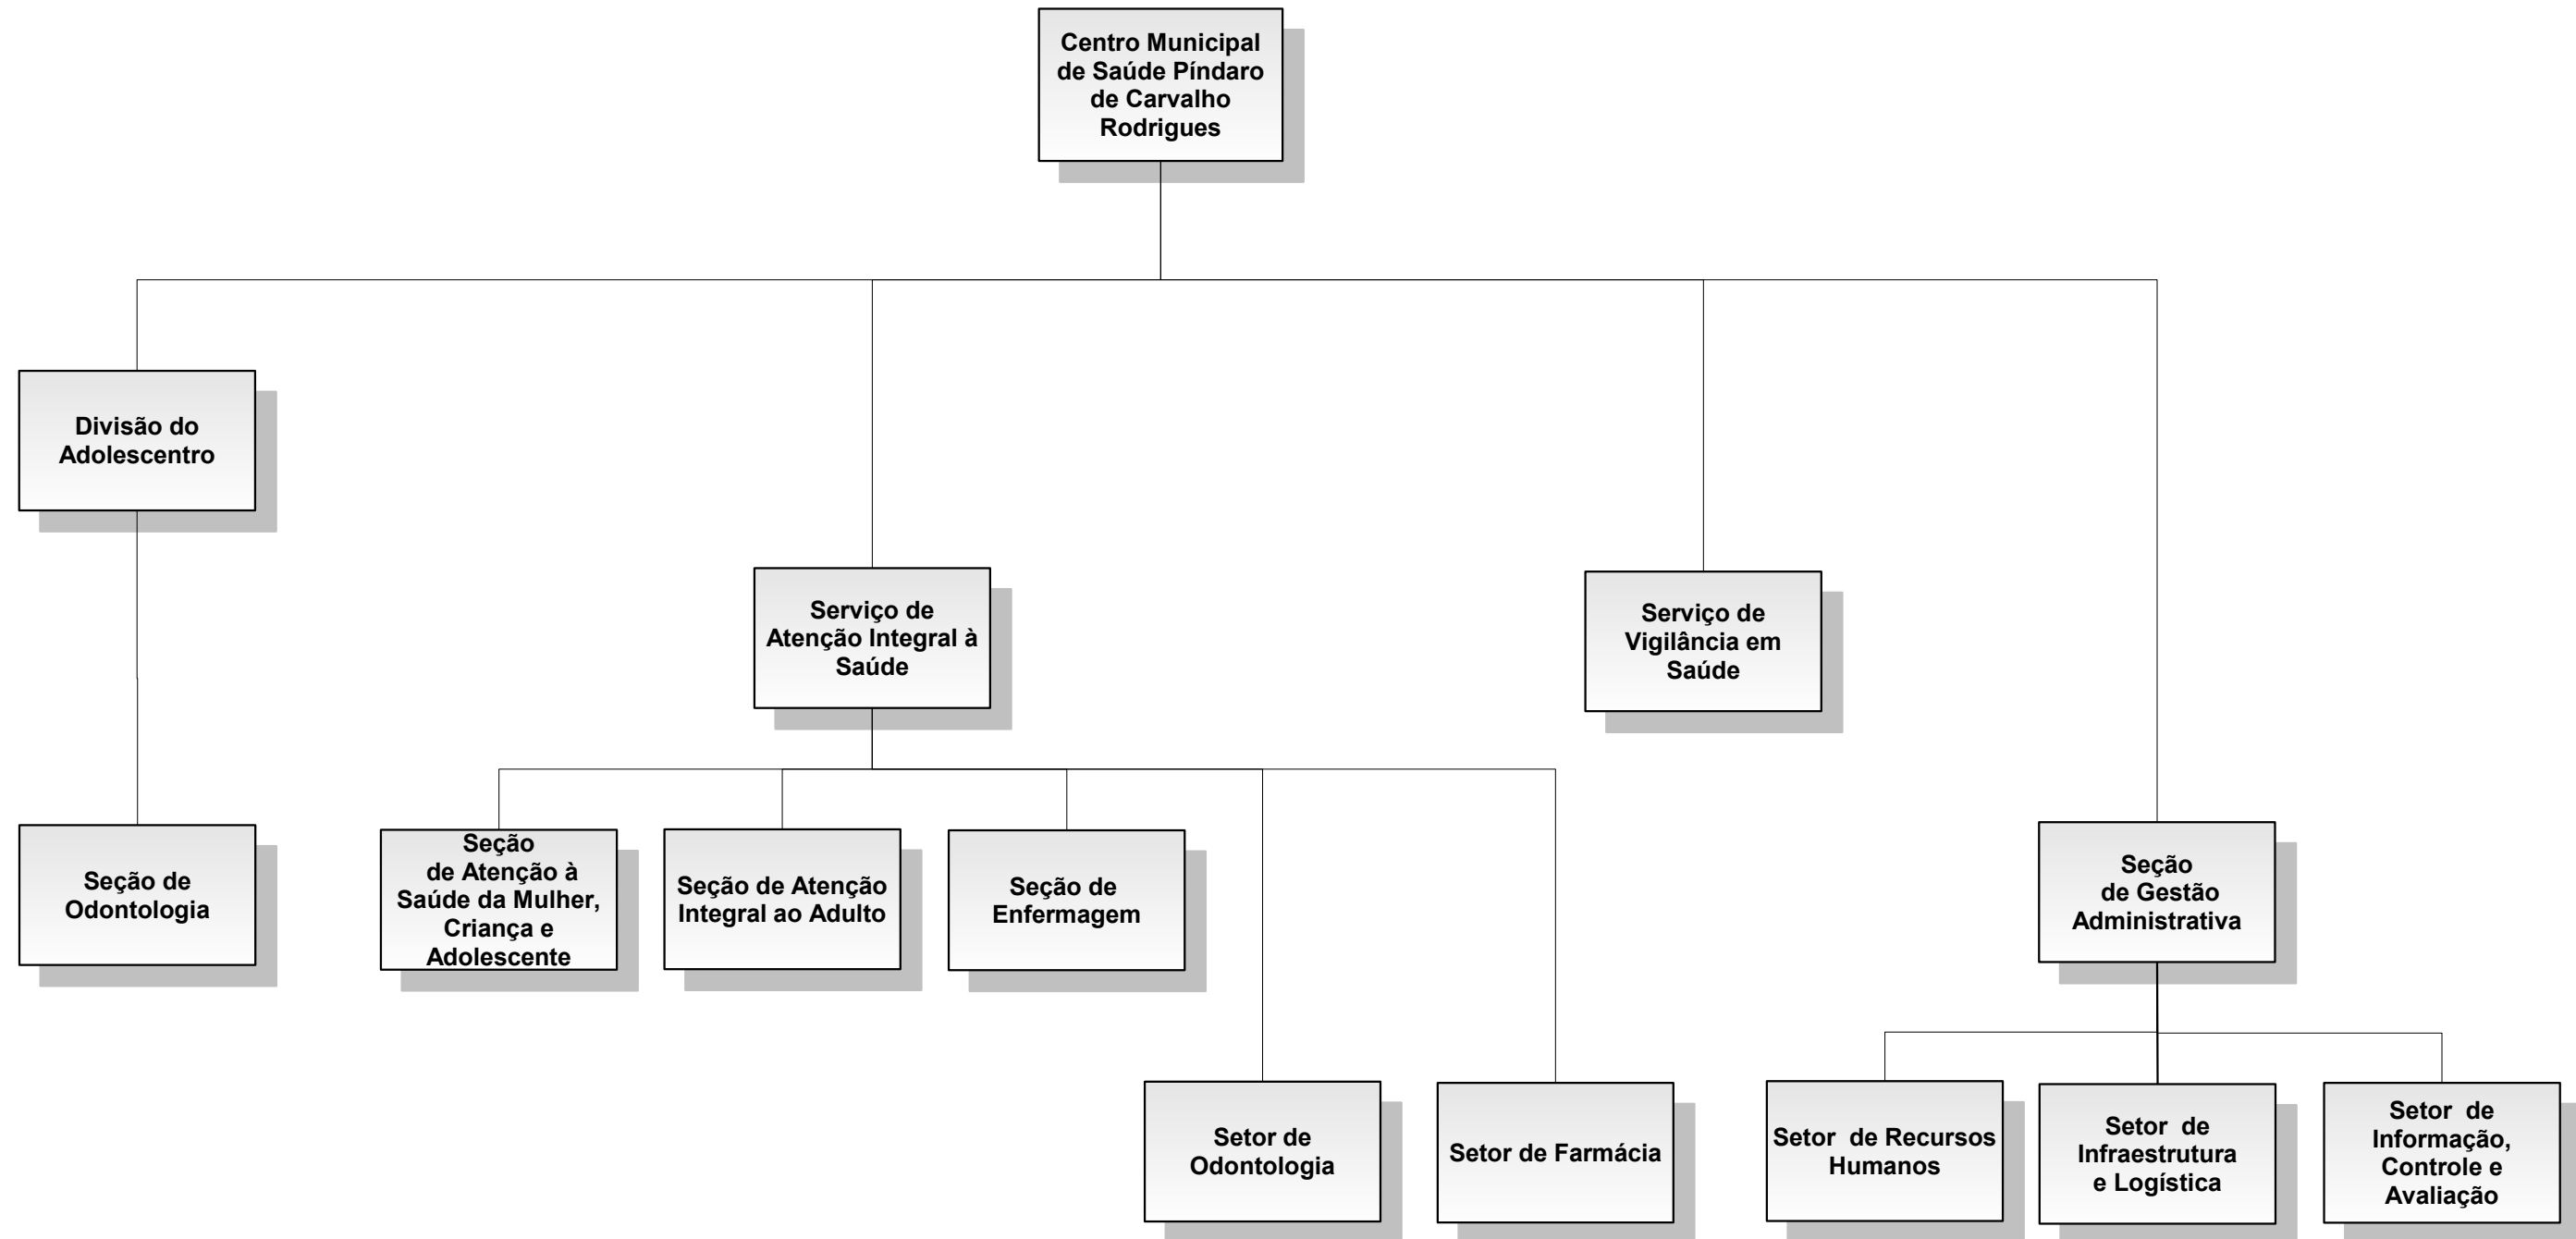 Centro Municipal
de Saúde Píndaro
de Carvalho
Rodrigues
Divisão do
Adolescentro
Serviço de
Atenção Integral à
Saúde
Serviço de
Vigilância em
Saúde
Seção de
Odontologia
Seção
de Atenção à
Saúde da Mulher,
Criança e
Adolescente
Seção de Atenção
Integral ao Adulto
Seção de
Enfermagem
Seção
de Gestão
Administrativa
Setor de
Odontologia
Setor de Farmácia
Setor  de Recursos
Humanos
Setor  de
Infraestrutura
e Logística
Setor  de
Informação,
Controle e
Avaliação